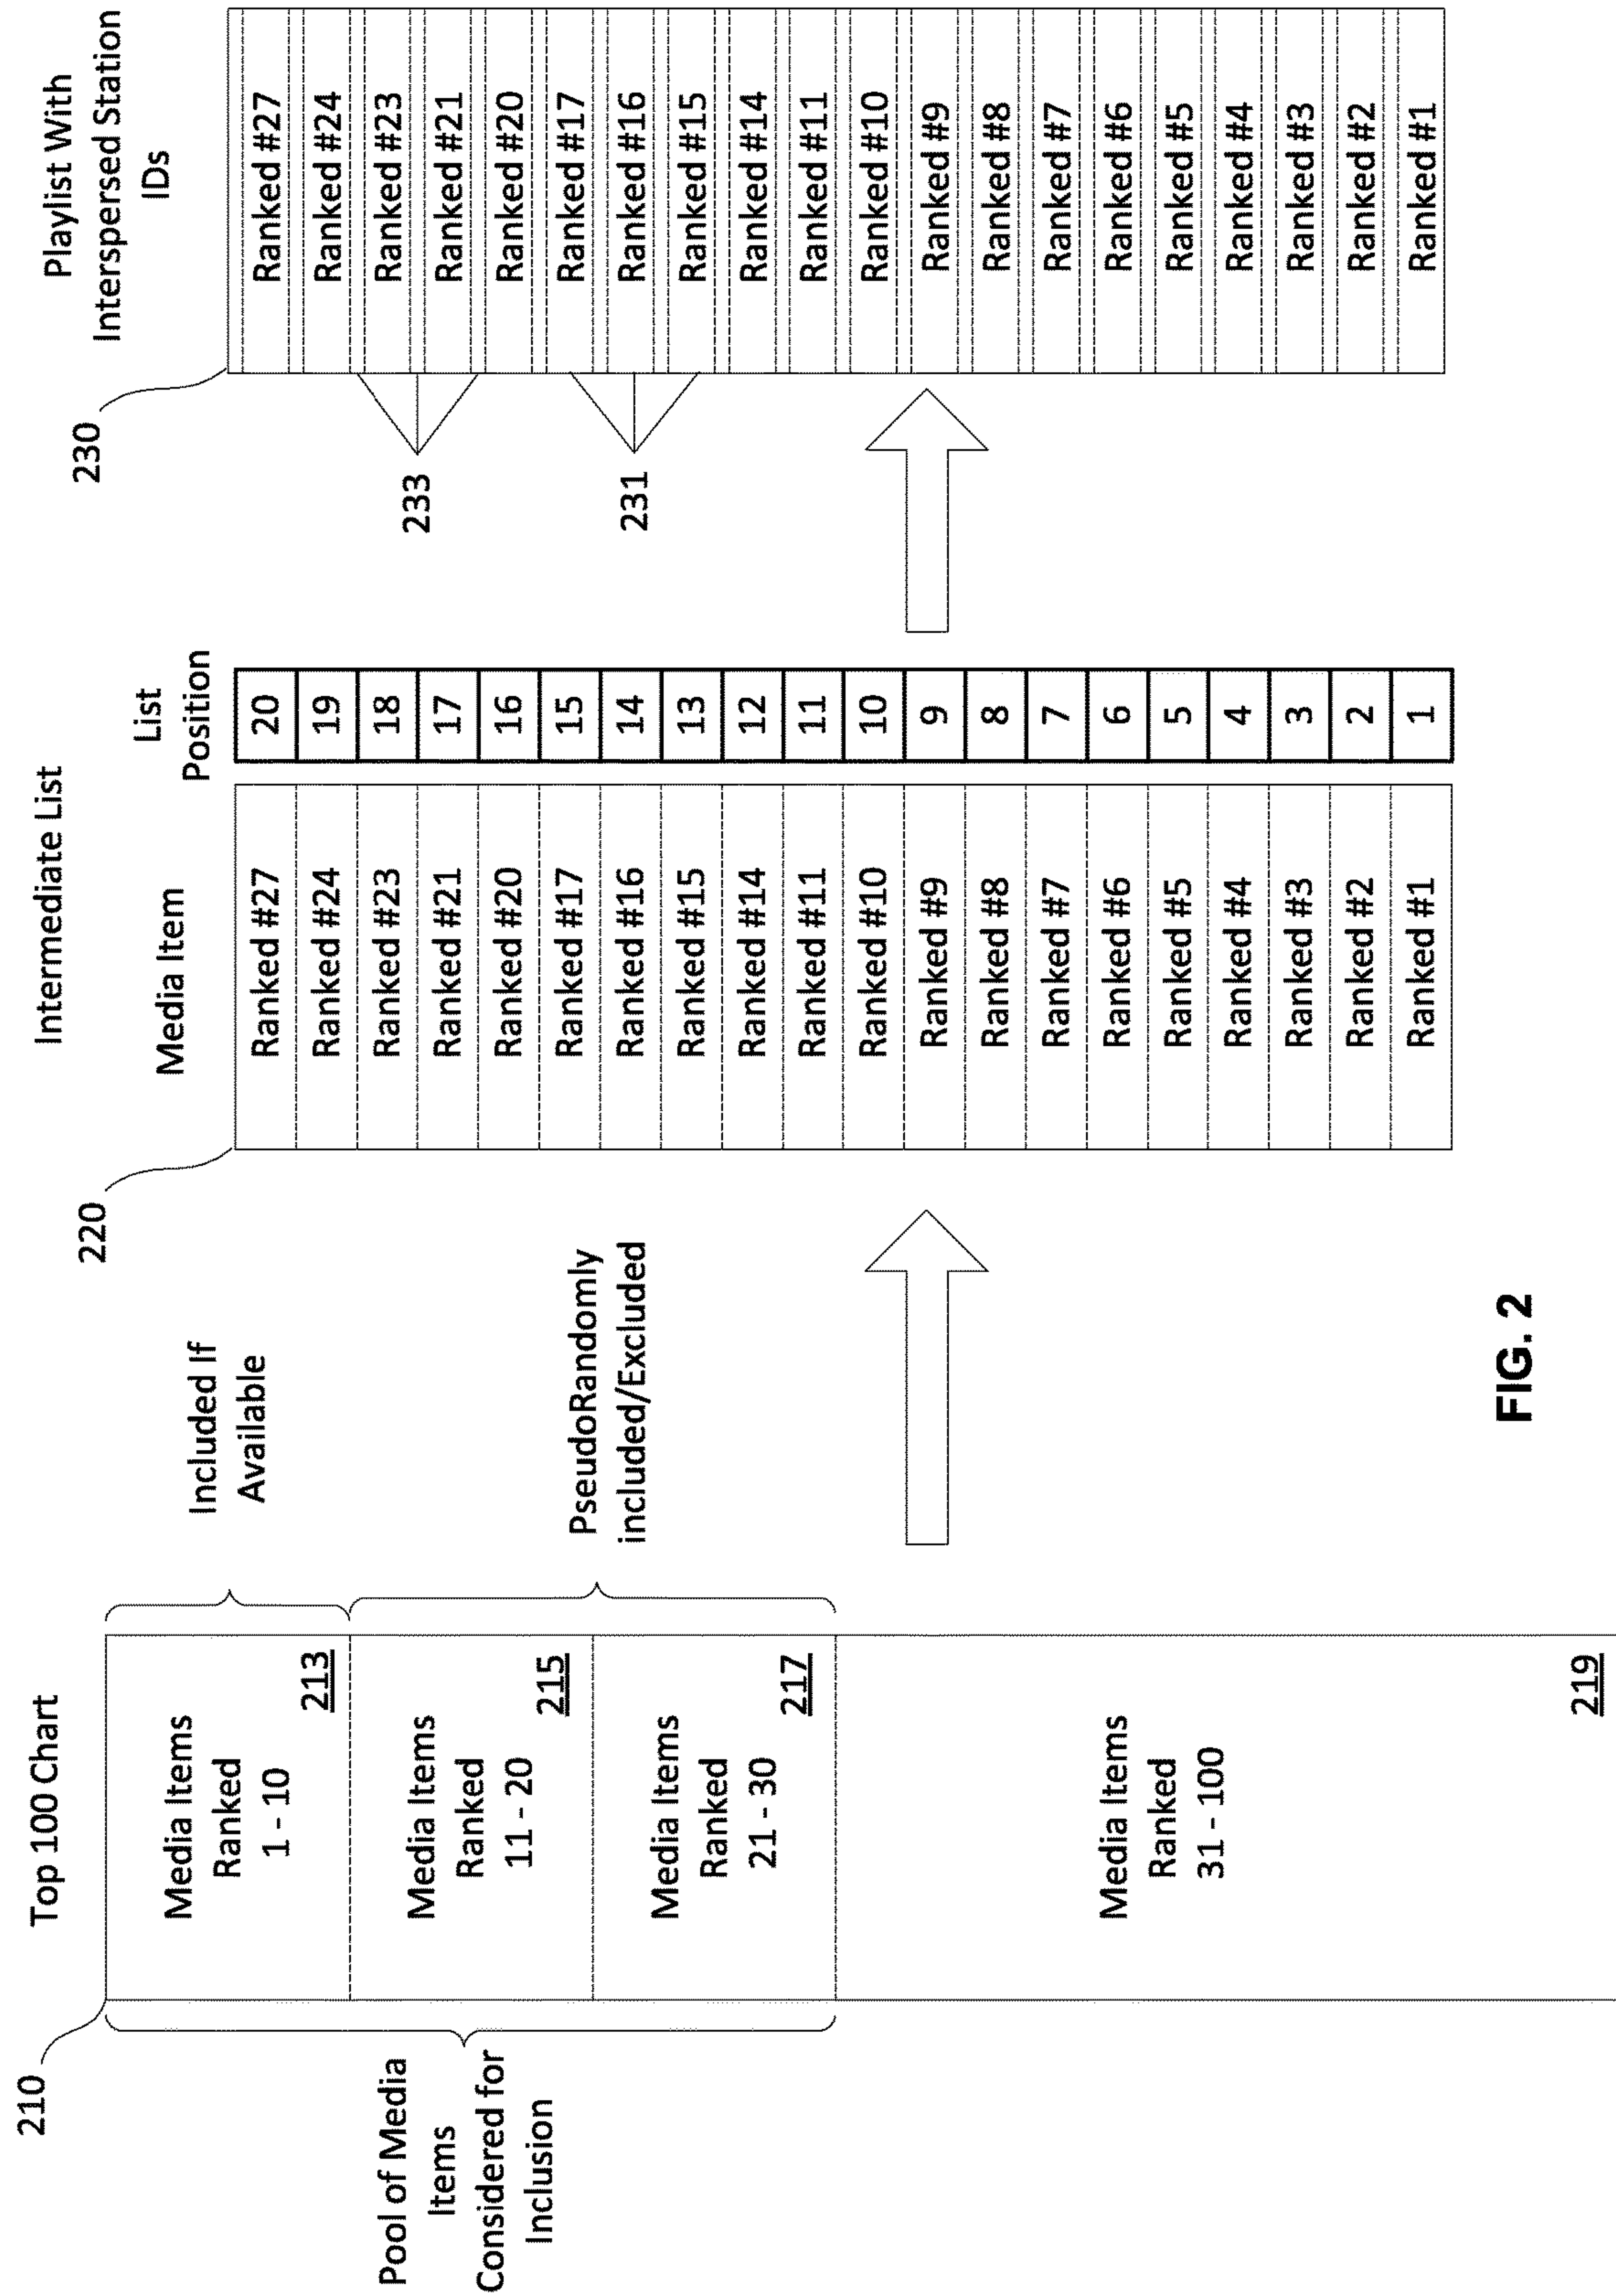 Top 100 Chart
210
Pool of Media
Items
Considered for
Inclusion
Media Items
Ranked
1 - 10
213
Media Items
Ranked
11 - 20
215
Media Items
Ranked
21 - 30
217
Media Items
Ranked
31 - 100
219
Included If
Available
PseudoRandomly
included/Excluded
Intermediate List
220
Media Item
List
Position
Ranked #27 20
Ranked #24 19
Ranked #23 18
Ranked #21 17
Ranked #20 16
Ranked #17 15
Ranked #16 14
Ranked #15 13
Ranked #14 12
Ranked #11 11
Ranked #10 10
Ranked #9 9
Ranked #8 8
Ranked #7 7
Ranked #6 6
Ranked #5 5
Ranked #4 4
Ranked #3 3
Ranked #2 2
Ranked #1 1
Playlist With
Interspersed Station
IDs
230
233
231
Ranked #27
Ranked #24
Ranked #23
Ranked #21
Ranked #20
Ranked #17
Ranked #16
Ranked #15
Ranked #14
Ranked #11
Ranked #10
Ranked #9
Ranked #8
Ranked #7
Ranked #6
Ranked #5
Ranked #4
Ranked #3
Ranked #2
Ranked #1
FIG. 2